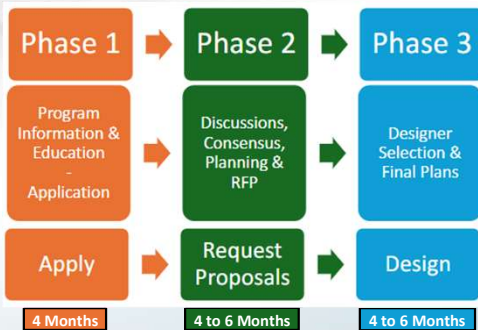 Phase 1
Phase 2
Phase 3
Program
Information &
Education
-
Application
Discussions,
Consensus,
Planning &
RFP
Designer
Selection &
Final Plans
Apply
Request
Proposals
Design
4 Months
4 to 6 Months
4 to 6 Months